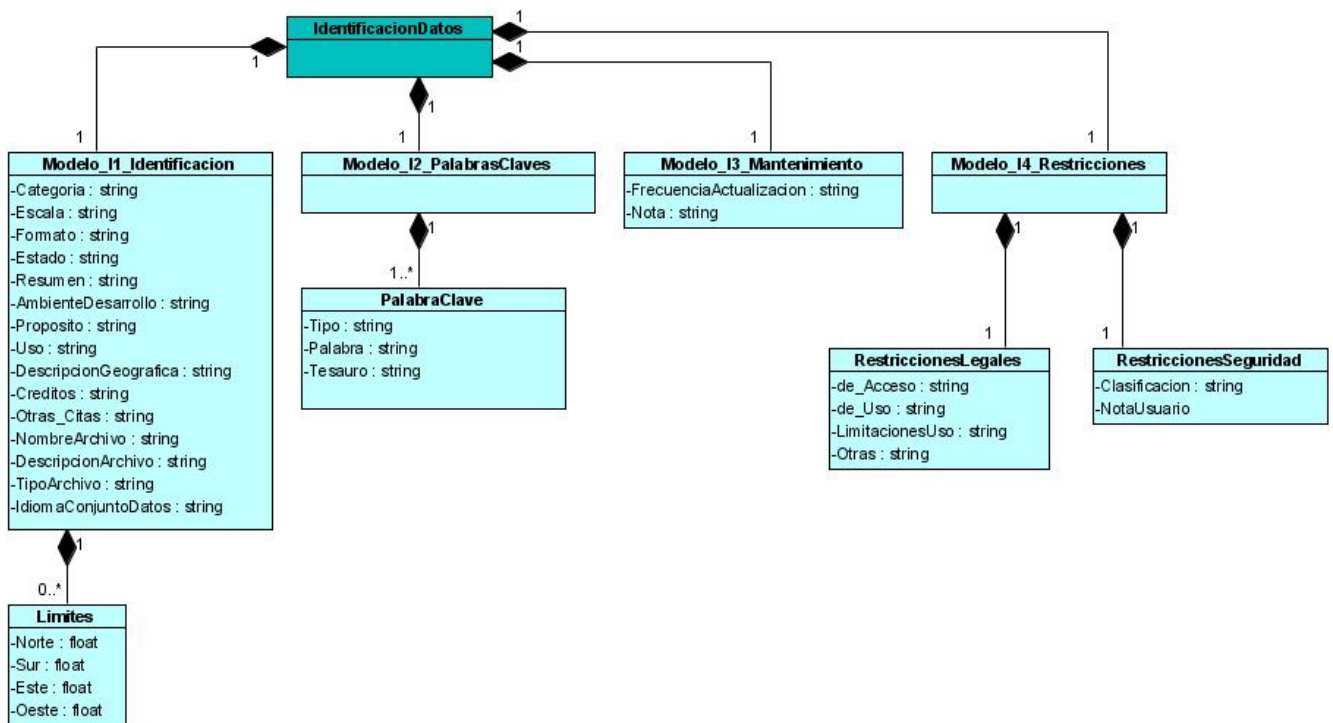 IdentificacionDatos
1
1
1
1
1
1
1
1
Modelo_I1_Identificacion
-Categoria : string
-Escala : string
-Formato : string
-Estado : string
-Resumen : string
-AmbienteDesarrollo : string
-Proposito : string
-Uso : string
-DescripcionGeografica : string
-Creditos : string
-Otras_Citas : string
-NombreArchivo : string
-DescripcionArchivo : string
-TipoArchivo : string
-IdiomaConjuntoDatos : string
1
0..*
Limites
-Norte : float
-Sur : float
-Este : float
-Oeste : float
Modelo_I2_PalabrasClaves
1
1..*
PalabraClave
-Tipo : string
-Palabra : string
-Tesauro : string
Modelo_I3_Mantenimiento
-FrecuenciaActualizacion : string
-Nota : string
Modelo_I4_Restricciones
1
1
1
1
RestriccionesLegales
-de_Acceso : string
-de_Uso : string
-LimitacionesUso : string
-Otras : string
RestriccionesSeguridad
-Clasificacion : string
-NotaUsuario